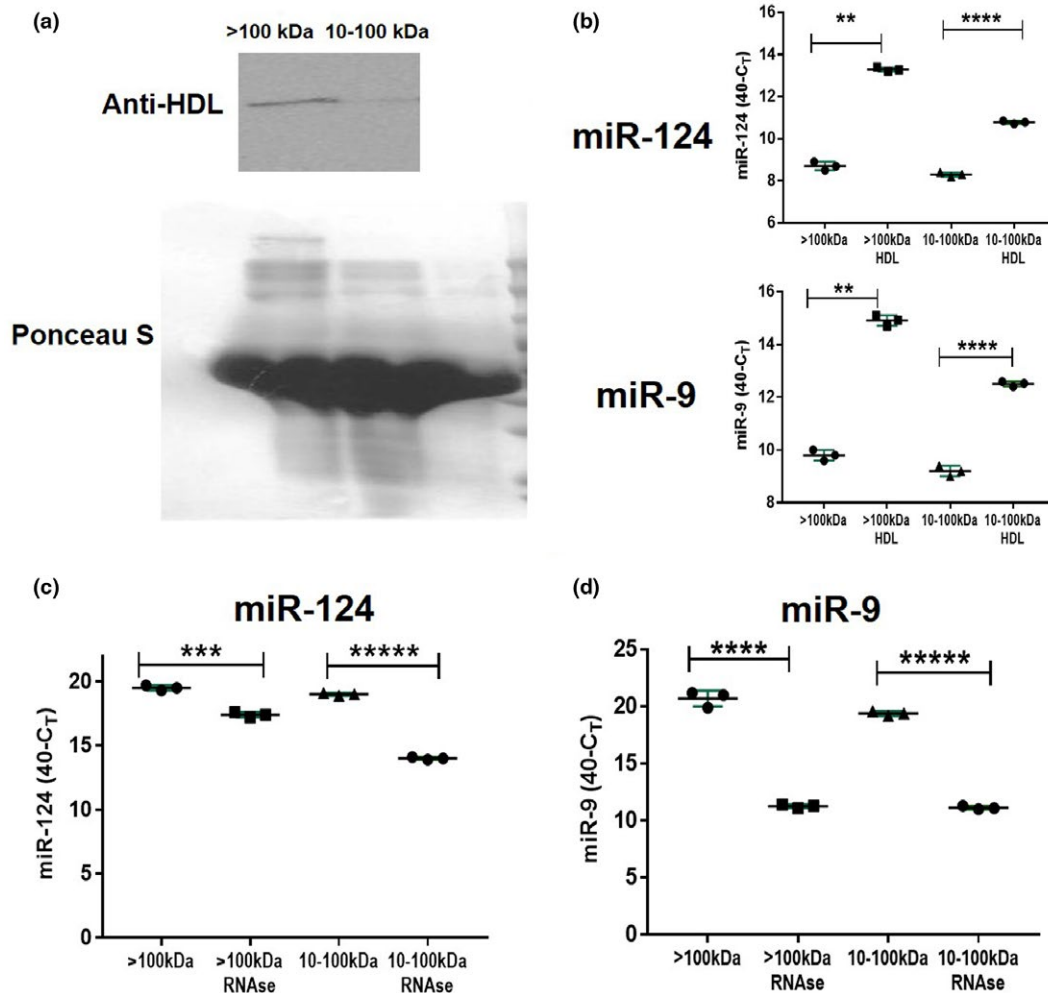 (a)
>100 kDa 10-100 kDa
Anti-HDL
Ponceau S
(b)
miR-124
miR-124 (40-CT)
16
14
12
10
8
6
**
****
>100kDa
>100kDa HDL
10-100kDa
10-100kDa HDL
miR-9
miR-9 (40-CT)
16
14
12
10
8
**
****
>100kDa
>100kDa HDL
10-100kDa
10-100kDa HDL
(c)
miR-124
miR-124 (40-CT)
20
15
10
5
0
***
*****
>100kDa
>100kDa RNAse
10-100kDa
10-100kDa RNAse
(d)
miR-9
miR-9 (40-CT)
25
20
15
10
5
0
****
*****
>100kDa
>100kDa RNAse
10-100kDa
10-100kDa RNAse